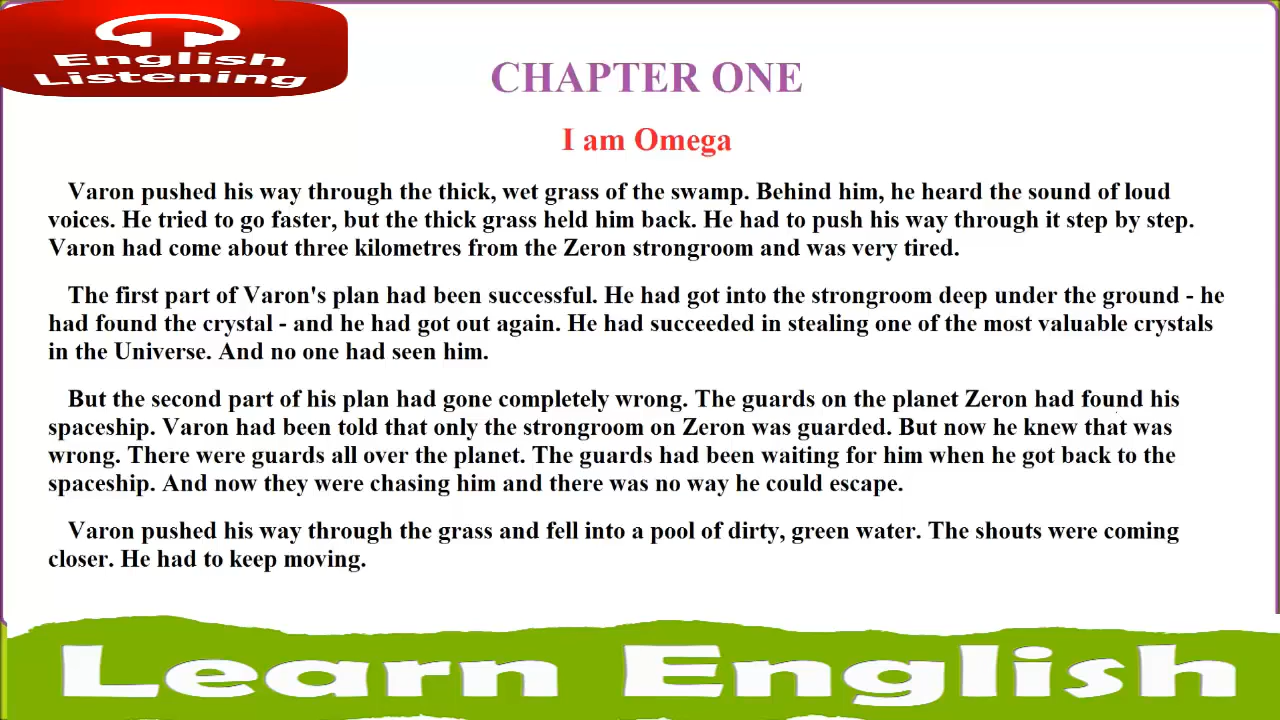 English
Listening
CHAPTER ONE
I am Omega
Varon pushed his way through the thick, wet grass of the swamp. Behind him, he heard the sound of loud
voices. He tried to go faster, but the thick grass held him back. He had to push his way through it step by step.
Varon had come about three kilometres from the Zeron strongroom and was very tired.
The first part of Varon's plan had been successful. He had got into the strongroom deep under the ground - he
had found the crystal - and he had got out again. He had succeeded in stealing one of the most valuable crystals
in the Universe. And no one had seen him.
But the second part of his plan had gone completely wrong. The guards on the planet Zeron had found his
spaceship. Varon had been told that only the strongroom on Zeron was guarded. But now he knew that was
wrong. There were guards all over the planet. The guards had been waiting for him when he got back to the
spaceship. And now they were chasing him and there was no way he could escape.
Varon pushed his way through the grass and fell into a pool of dirty, green water. The shouts were coming
closer. He had to keep moving.
Learn English